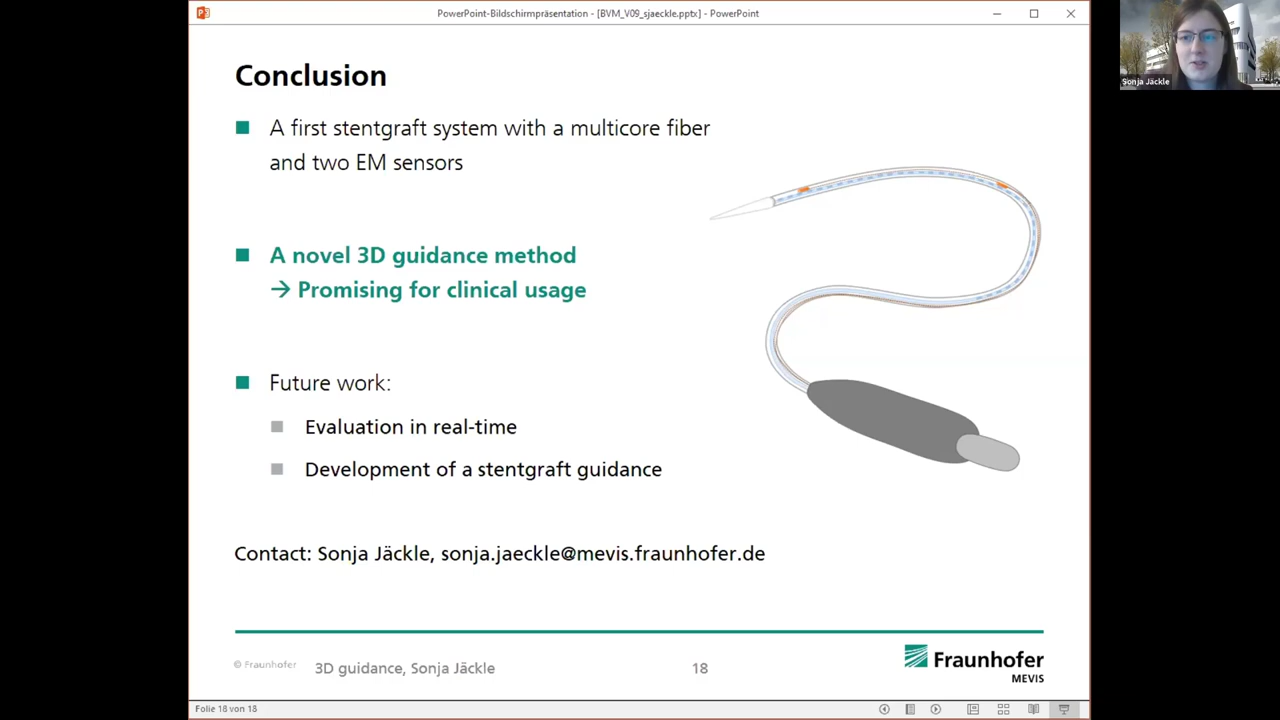 PowerPoint-Bildschirmpräsentation - [BVM_V09_sjaeckle.pptx] - PowerPoint
Sonja Jäckle
Conclusion
A first stentgraft system with a multicore fiber
and two EM sensors
A novel 3D guidance method
→ Promising for clinical usage
Future work:
Evaluation in real-time
Development of a stentgraft guidance
Contact: Sonja Jäckle, sonja.jaeckle@mevis.fraunhofer.de
© Fraunhofer
3D guidance, Sonja Jäckle
18
Fraunhofer
MEVIS
Folie 18 von 18